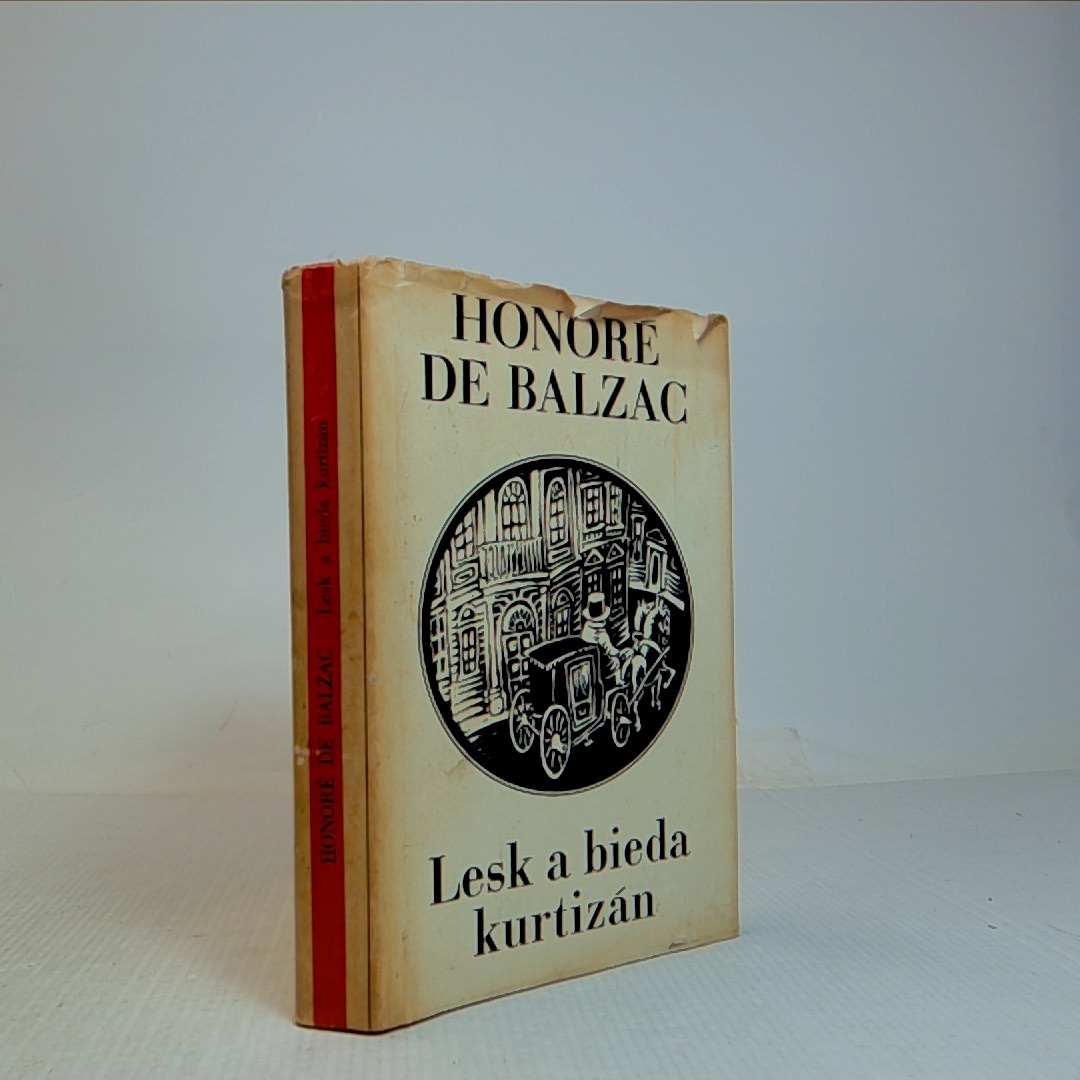 HONORÉ
DE BALZAC
Lesk a bieda
kurtizán
HONORÉ DE BALZAC Lesk a bieda kurtizán